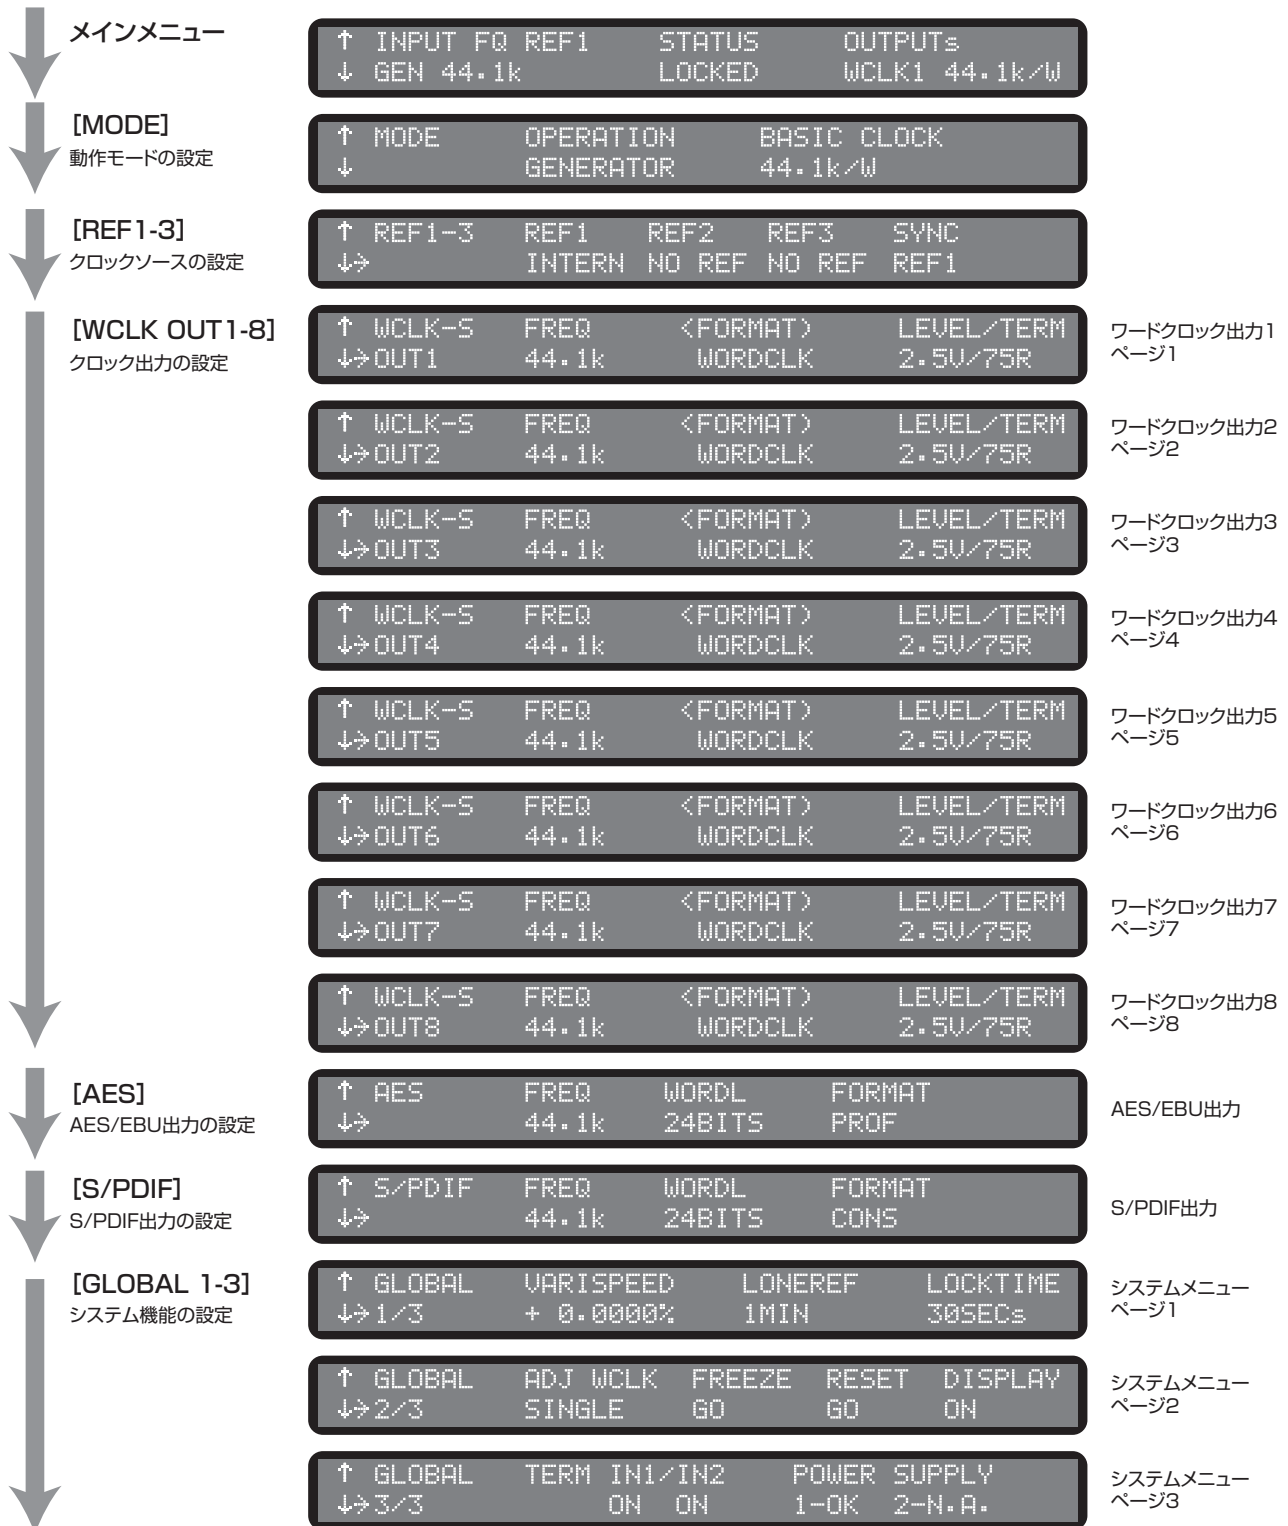 メインメニュー
↑ INPUT FQ REF1 STATUS OUTPUTs
↓ GEN 44.1k LOCKED WCLK1 44.1k/W
[MODE]
動作モードの設定
↑ MODE OPERATION BASIC CLOCK
↓ GENERATOR 44.1k/W
[REF1-3]
クロックソースの設定
↑ REF1-3 REF1 REF2 REF3 SYNC
↓→ INTERN NO REF NO REF REF1
[WCLK OUT1-8]
クロック出力の設定
↑ WCLK-S FREQ <FORMAT> LEVEL/TERM
↓→OUT1 44.1k WORDCLK 2.5V/75R
ワードクロック出力1
ページ1
↑ WCLK-S FREQ <FORMAT> LEVEL/TERM
↓→OUT2 44.1k WORDCLK 2.5V/75R
ワードクロック出力2
ページ2
↑ WCLK-S FREQ <FORMAT> LEVEL/TERM
↓→OUT3 44.1k WORDCLK 2.5V/75R
ワードクロック出力3
ページ3
↑ WCLK-S FREQ <FORMAT> LEVEL/TERM
↓→OUT4 44.1k WORDCLK 2.5V/75R
ワードクロック出力4
ページ4
↑ WCLK-S FREQ <FORMAT> LEVEL/TERM
↓→OUT5 44.1k WORDCLK 2.5V/75R
ワードクロック出力5
ページ5
↑ WCLK-S FREQ <FORMAT> LEVEL/TERM
↓→OUT6 44.1k WORDCLK 2.5V/75R
ワードクロック出力6
ページ6
↑ WCLK-S FREQ <FORMAT> LEVEL/TERM
↓→OUT7 44.1k WORDCLK 2.5V/75R
ワードクロック出力7
ページ7
↑ WCLK-S FREQ <FORMAT> LEVEL/TERM
↓→OUT8 44.1k WORDCLK 2.5V/75R
ワードクロック出力8
ページ8
[AES]
AES/EBU出力の設定
↑ AES FREQ WORDL FORMAT
↓→ 44.1k 24BITS PROF
AES/EBU出力
[S/PDIF]
S/PDIF出力の設定
↑ S/PDIF FREQ WORDL FORMAT
↓→ 44.1k 24BITS CONS
S/PDIF出力
[GLOBAL 1-3]
システム機能の設定
↑ GLOBAL VARISPEED LONEREF LOCKTIME
↓→1/3 + 0.0000% 1MIN 30SECs
システムメニュー
ページ1
↑ GLOBAL ADJ WCLK FREEZE RESET DISPLAY
↓→2/3 SINGLE GO GO ON
システムメニュー
ページ2
↑ GLOBAL TERM IN1/IN2 POWER SUPPLY
↓→3/3 ON ON 1-OK 2-N.A.
システムメニュー
ページ3